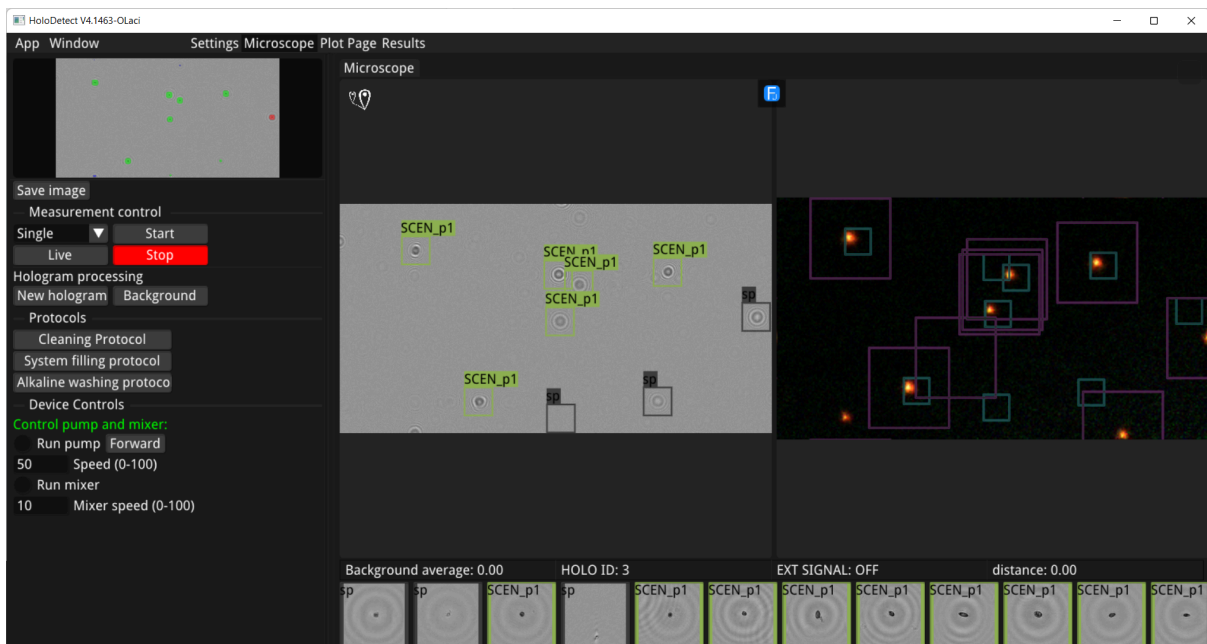 HoloDetect V4.1463-OLaci
App Window Settings Microscope Plot Page Results
Microscope
Save image
Measurement control
Single Start
Live Stop
Hologram processing
New hologram Background
Protocols
Cleaning Protocol
System filling protocol
Alkaline washing protoco
Device Controls
Control pump and mixer:
Run pump Forward
50 Speed (0-100)
Run mixer
10 Mixer speed (0-100)
F
SCEN_p1
SCEN_p1 SCEN_p1
SCEN_p1
sp
SCEN_p1
SCEN_p1 sp
sp
Background average: 0.00 HOLO ID: 3 EXT SIGNAL: OFF distance: 0.00
sp sp SCEN_p1 sp SCEN_p1 SCEN_p1 SCEN_p1 SCEN_p1 SCEN_p1 SCEN_p1 SCEN_p1 SCEN_p1